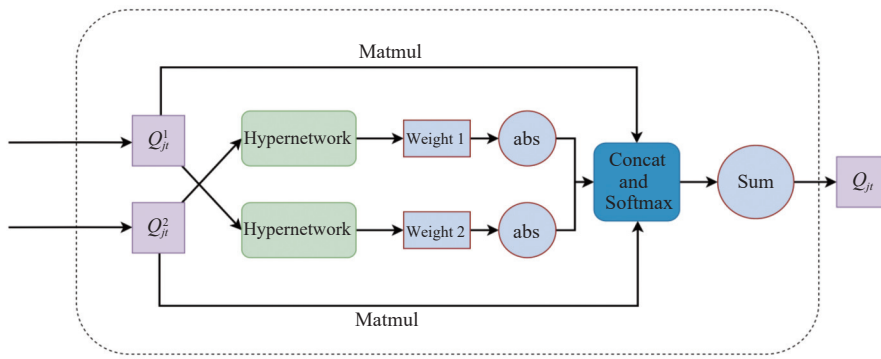 Matmul
Q¹jt
Hypernetwork
Weight 1
abs
Concat
and
Softmax
Sum
Qjt
Q²jt
Hypernetwork
Weight 2
abs
Matmul